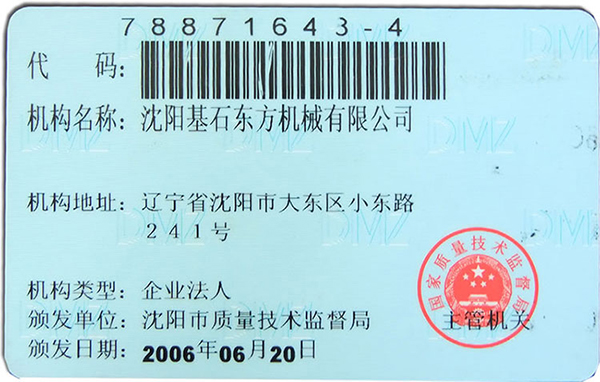 78871643-4
代 码:
机构名称: 沈阳基石东方机械有限公司
机构地址: 辽宁省沈阳市大东区小东路
241号
机构类型: 企业法人
颁发单位: 沈阳市质量技术监督局
颁发日期: 2006年06月20日
国家质量技术监督局
主管机关
DMZ
DMZ
DMZ
DMZ